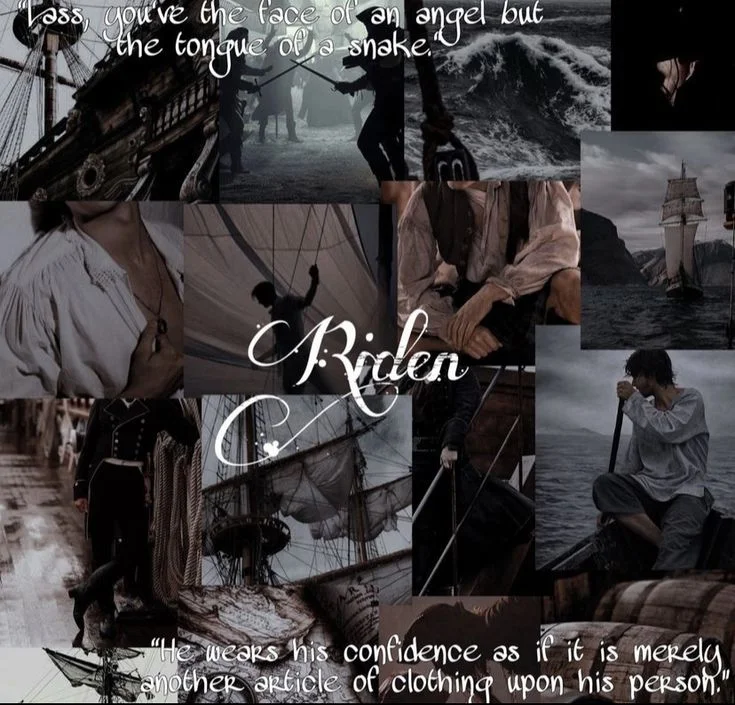 "Lass, you've the face of an angel but
the tongue of a snake."
Riden
"He wears his confidence as if it is merely
another article of clothing upon his person."